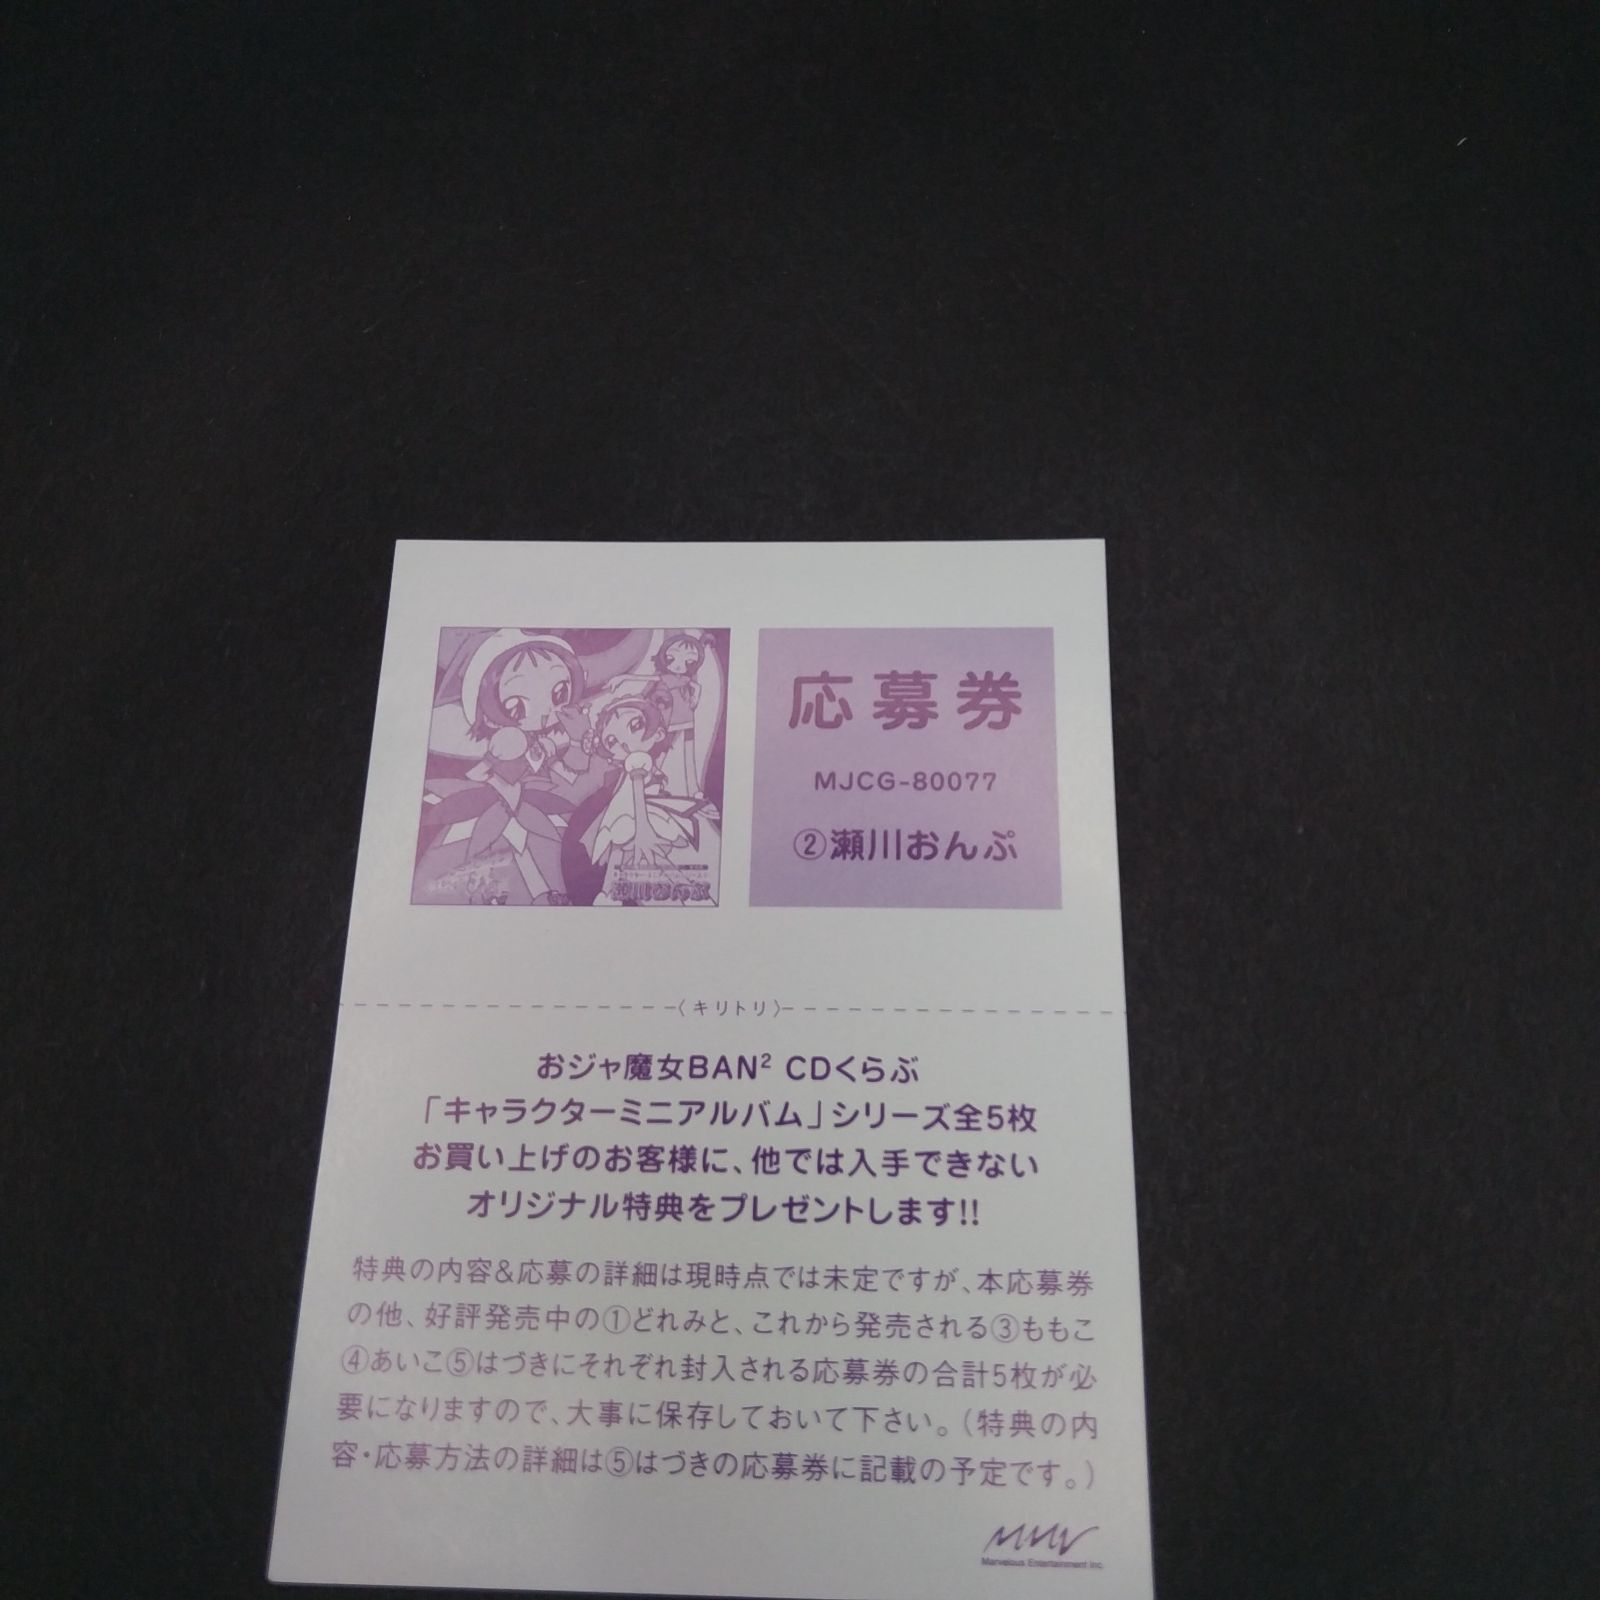 瀬川おんぷ
応募券
MJCG-80077
②瀬川おんぷ
〈キリトリ〉
おジャ魔女BAN² CDくらぶ
「キャラクターミニアルバム」シリーズ全5枚
お買い上げのお客様に、他では入手できない
オリジナル特典をプレゼントします!!
特典の内容&応募の詳細は現時点では未定ですが、本応募券
の他、好評発売中の①どれみと、これから発売される③ももこ
④あいこ⑤はづきにそれぞれ封入される応募券の合計5枚が必
要になりますので、大事に保存しておいて下さい。(特典の内
容・応募方法の詳細は⑤はづきの応募券に記載の予定です。)
MMV
Marvelous Entertainment Inc.